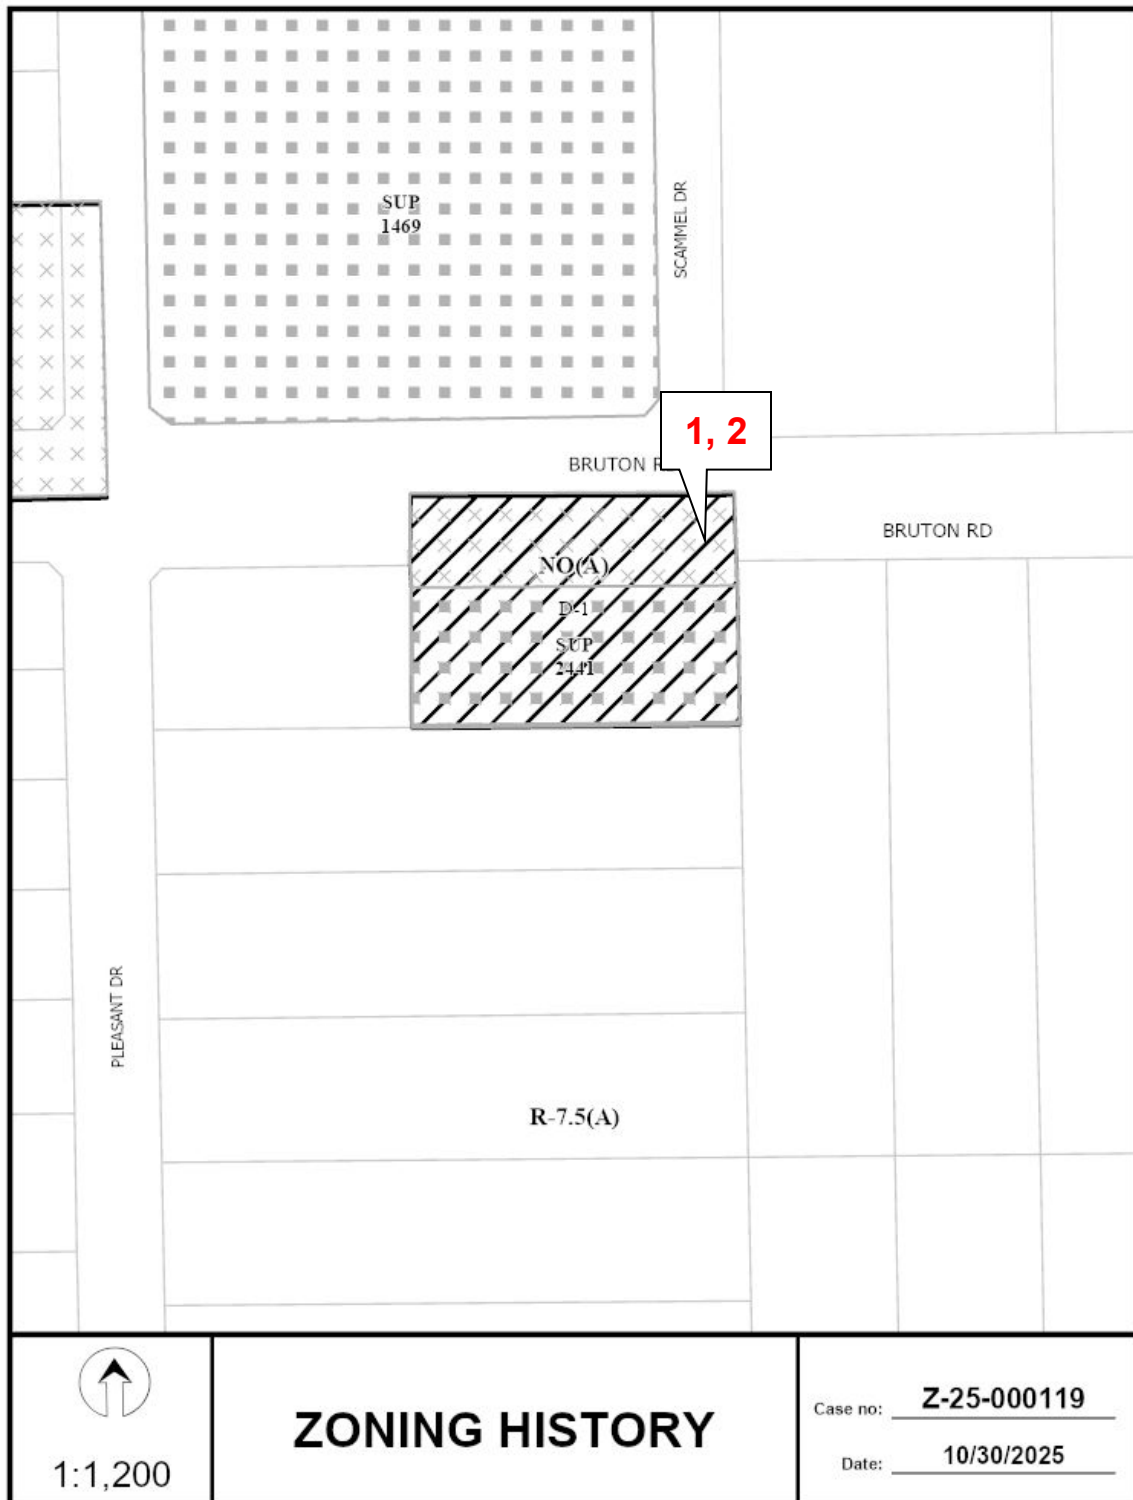 SUP
1469
SCAMMEL DR
1, 2
BRUTON
BRUTON RD
NO(A)
D-1
SUP
2441
PLEASANT DR
R-7.5(A)
1:1,200
ZONING HISTORY
Case no: Z-25-000119
Date: 10/30/2025